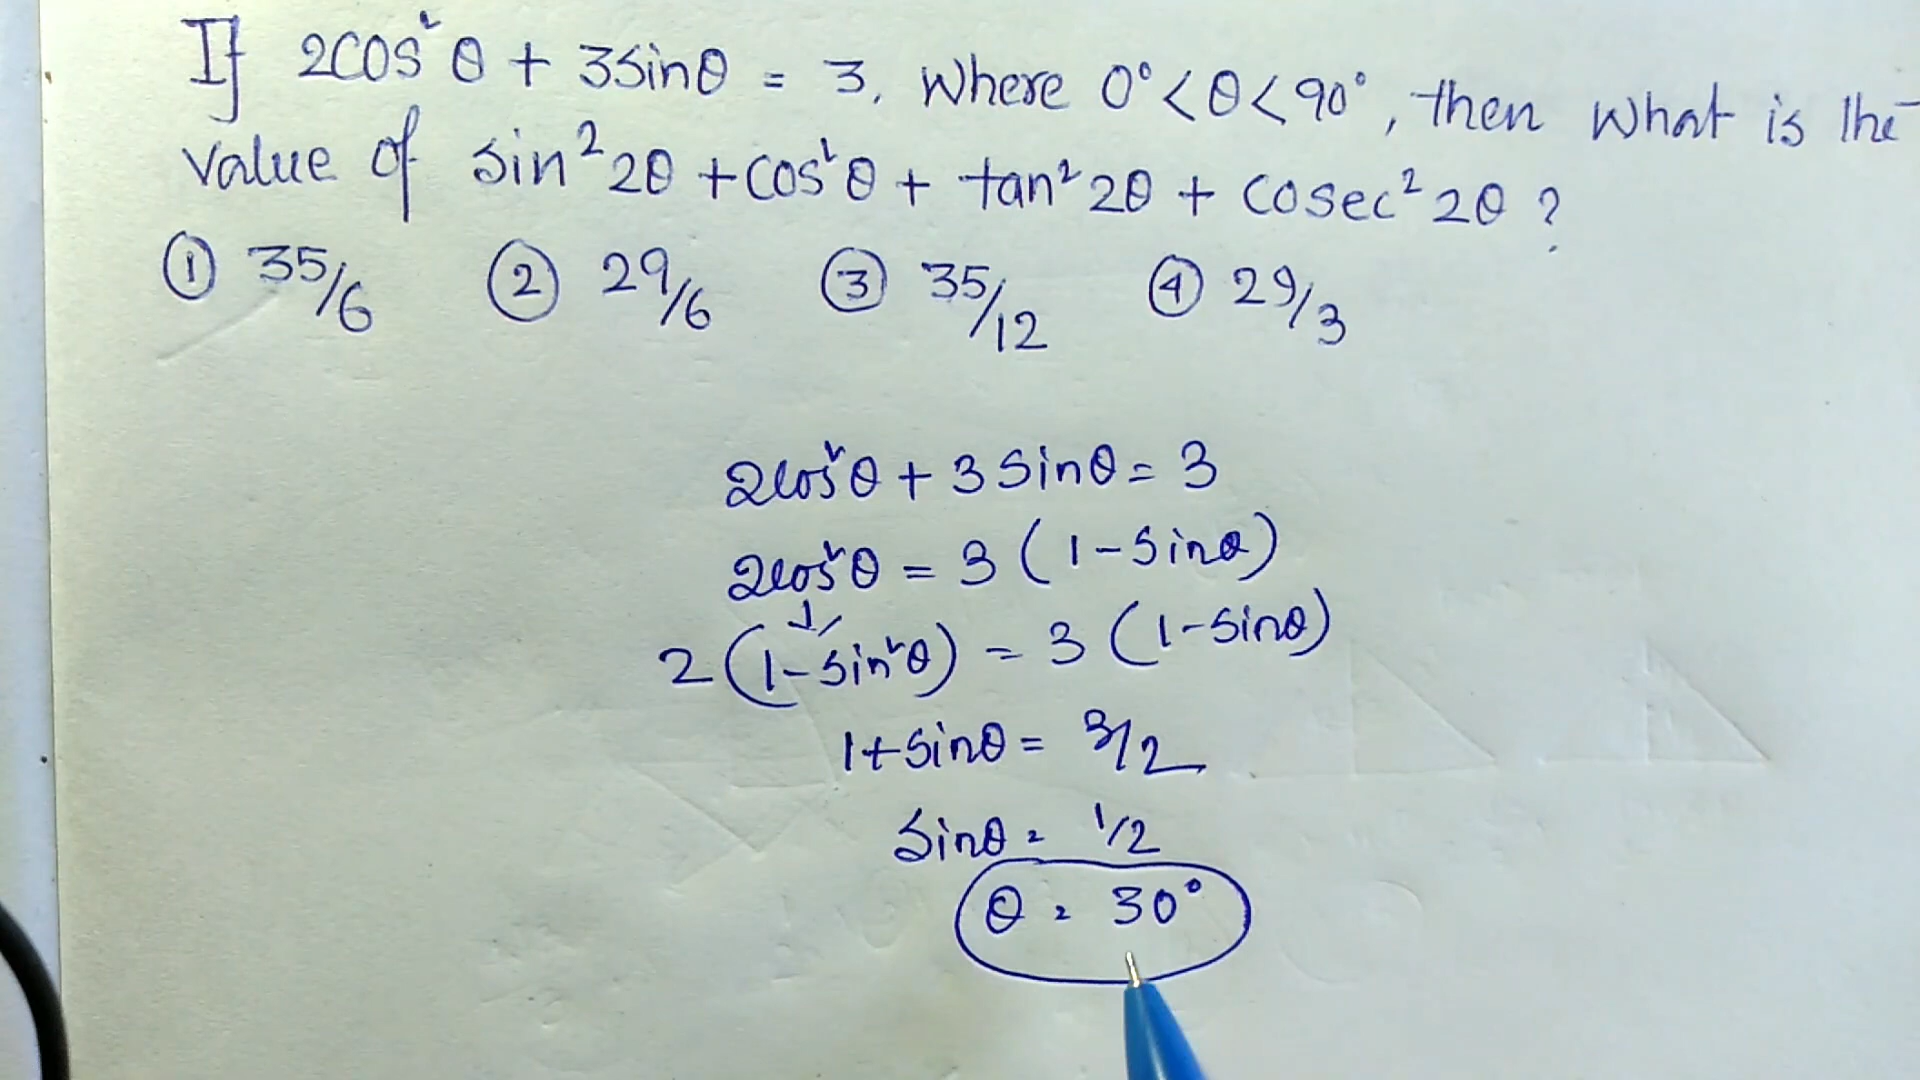 If 2cos²θ + 3sinθ = 3, where 0° < θ < 90°, then what is the
value of sin²2θ + cos²θ + tan²2θ + cosec²2θ ?
① 35/6 ② 29/6 ③ 35/12 ④ 29/3
2cos²θ + 3sinθ = 3
2cos²θ = 3(1-sinθ)
2(1-sin²θ) = 3(1-sinθ)
1+sinθ = 3/2
sinθ = 1/2
θ = 30°